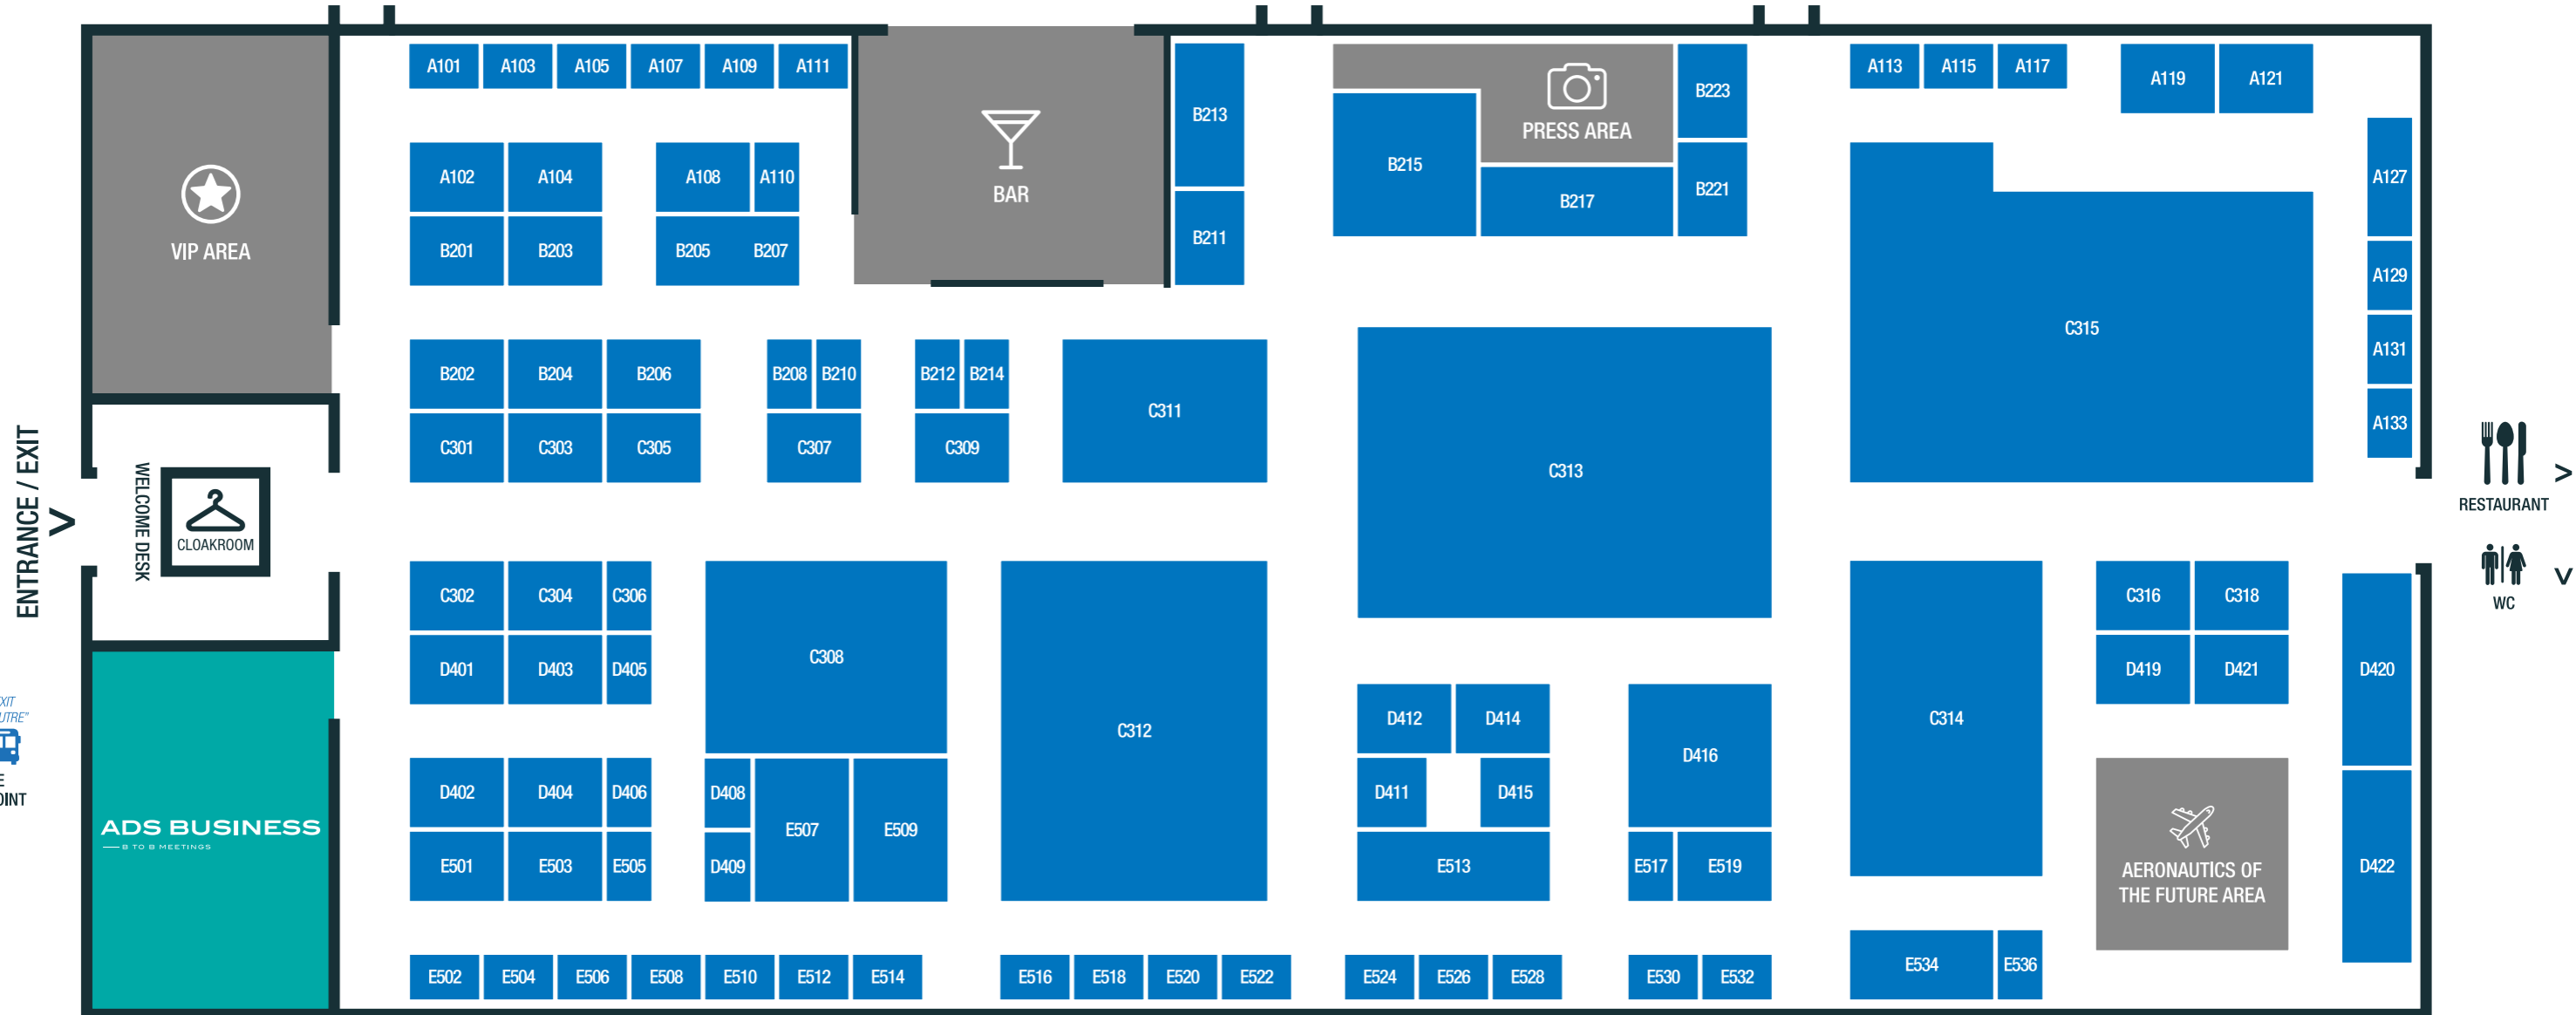 A101 A103 A105 A107 A109 A111
A113 A115 A117 A119 A121
B213
B223
PRESS AREA
B215
A102 A104 A108 A110
BAR
A127
B221
B217
VIP AREA
B201 B203 B205 B207
B211
A129
C315
A131
B202 B204 B206 B208 B210 B212 B214
C311
A133
C301 C303 C305 C307 C309
C313
ENTRANCE / EXIT
>
WELCOME DESK
CLOAKROOM
RESTAURANT
>
WC
>
C302 C304 C306
C316 C318
C308
D401 D403 D405
D419 D421
D420
XIT
UTRE"
E
OINT
C312
D412 D414
C314
D416
D402 D404 D406 D408
D411 D415
ADS BUSINESS
B TO B MEETINGS
E507 E509
E501 E503 E505 D409
E513
E517 E519
AERONAUTICS OF
THE FUTURE AREA
D422
E502 E504 E506 E508 E510 E512 E514
E516 E518 E520 E522
E524 E526 E528
E530 E532
E534 E536